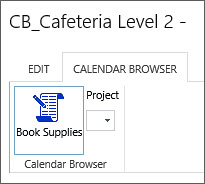 CB_Cafeteria Level 2 -
EDIT CALENDAR BROWSER
Project
Book Supplies
Calendar Browser